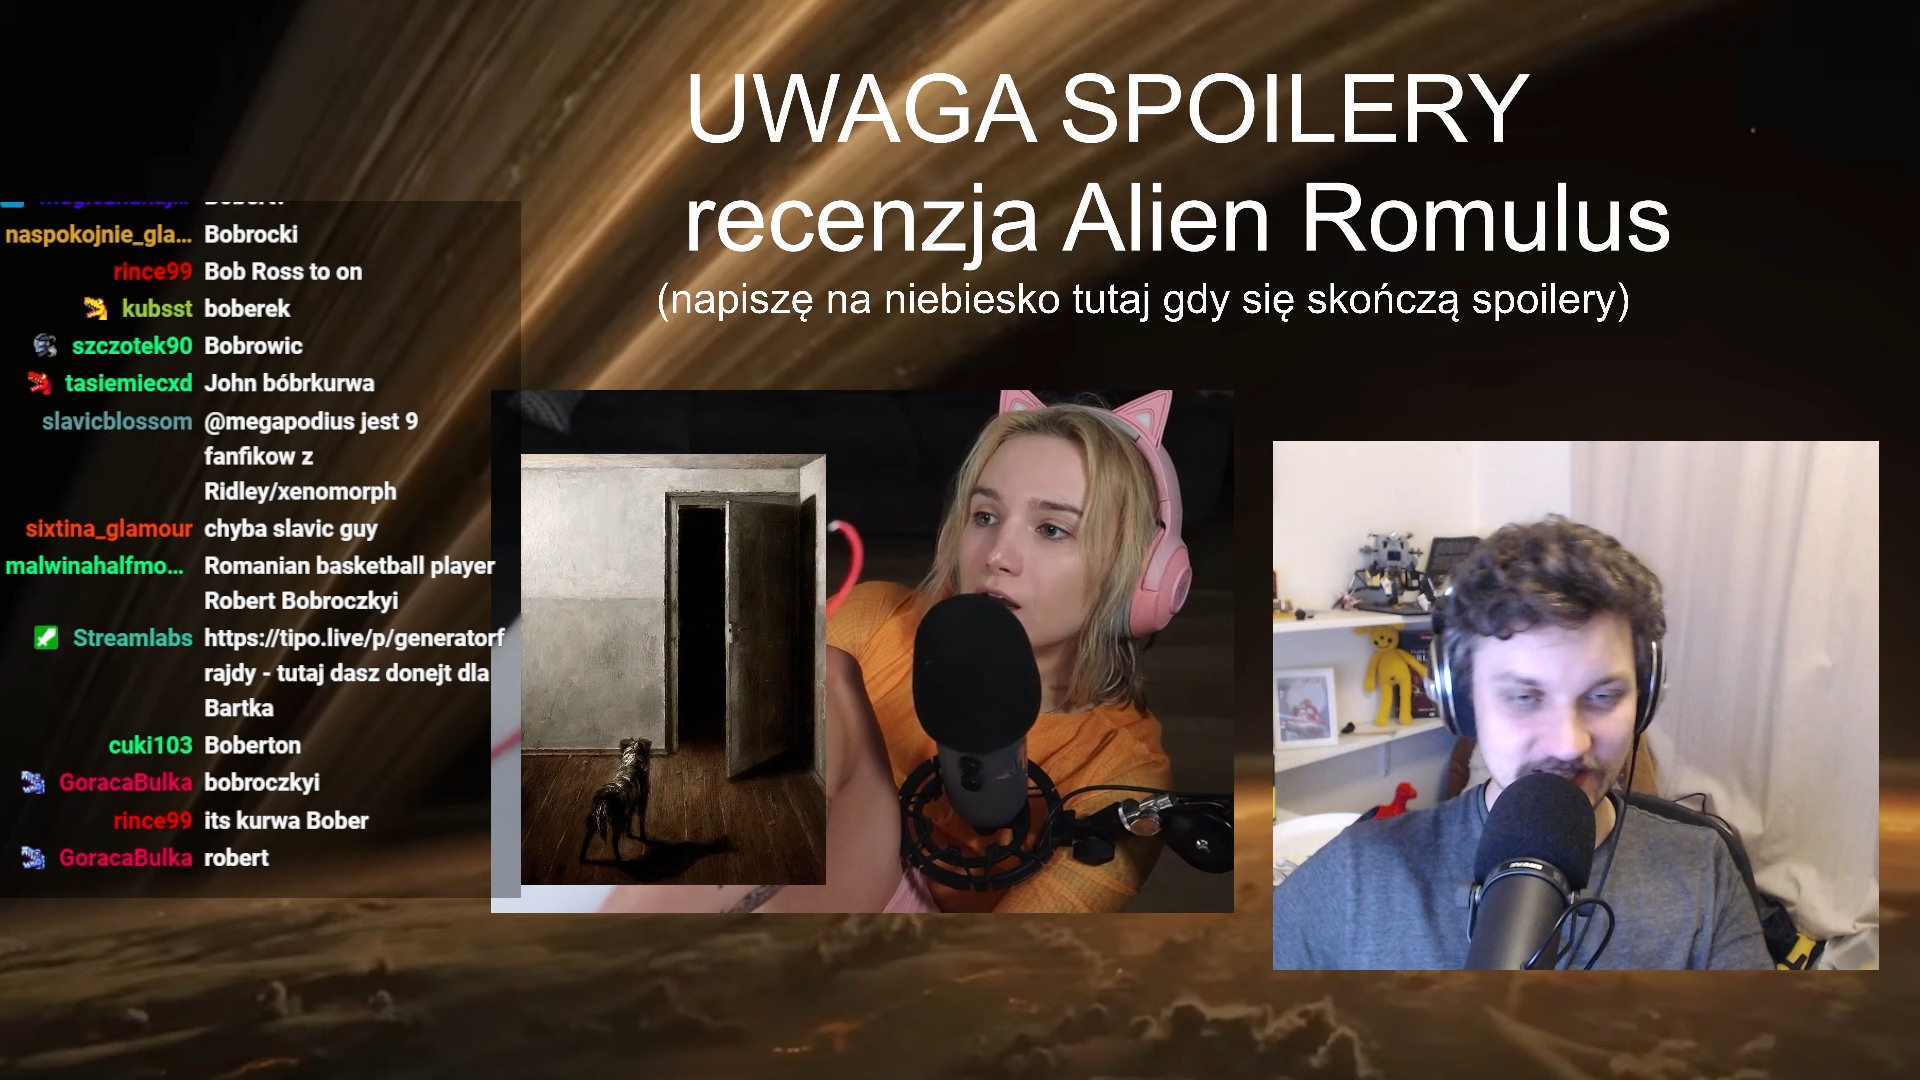 UWAGA SPOILERY
recenzja Alien Romulus
(napiszę na niebiesko tutaj gdy się skończą spoilery)
naspokojnie_gla... Bobrocki
rince99 Bob Ross to on
kubsst boberek
szczotek90 Bobrowic
tasiemiecxd John bóbrkurwa
slavicblossom @megapodius jest 9
fanfikow z
Ridley/xenomorph
sixtina_glamour chyba slavic guy
malwinahalfmo... Romanian basketball player
Robert Bobroczkyi
Streamlabs https://tipo.live/p/generatorf
rajdy - tutaj dasz donejt dla
Bartka
cuki103 Boberton
GoracaBulka bobroczkyi
rince99 its kurwa Bober
GoracaBulka robert